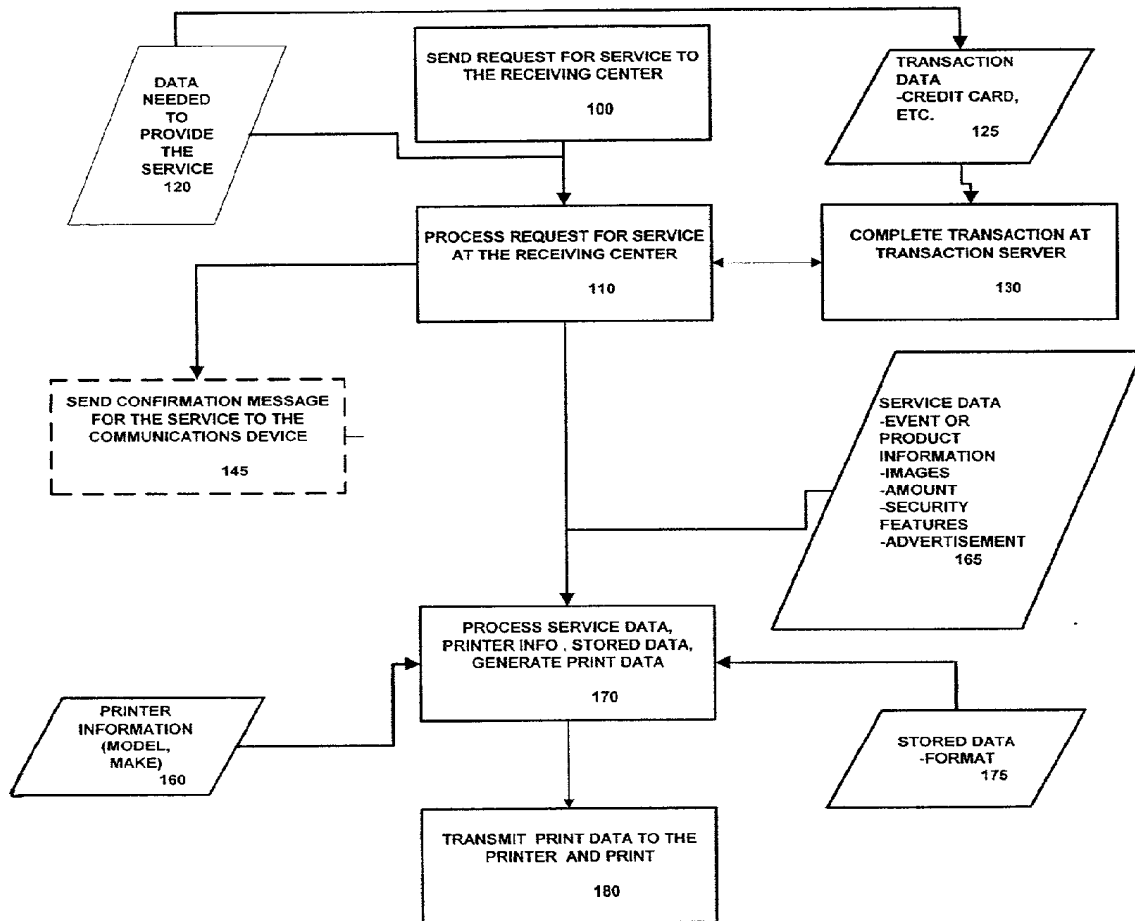 DATA
NEEDED
TO
PROVIDE
THE
SERVICE
120
SEND REQUEST FOR SERVICE TO
THE RECEIVING CENTER
100
TRANSACTION
DATA
-CREDIT CARD,
ETC.
125
PROCESS REQUEST FOR SERVICE
AT THE RECEIVING CENTER
110
COMPLETE TRANSACTION AT
TRANSACTION SERVER
130
SEND CONFIRMATION MESSAGE
FOR THE SERVICE TO THE
COMMUNICATIONS DEVICE
145
SERVICE DATA
-EVENT OR
PRODUCT
INFORMATION
-IMAGES
-AMOUNT
-SECURITY
FEATURES
-ADVERTISEMENT
165
PROCESS SERVICE DATA,
PRINTER INFO , STORED DATA,
GENERATE PRINT DATA
170
PRINTER
INFORMATION
(MODEL,
MAKE)
160
STORED DATA
-FORMAT
175
TRANSMIT PRINT DATA TO THE
PRINTER AND PRINT
180